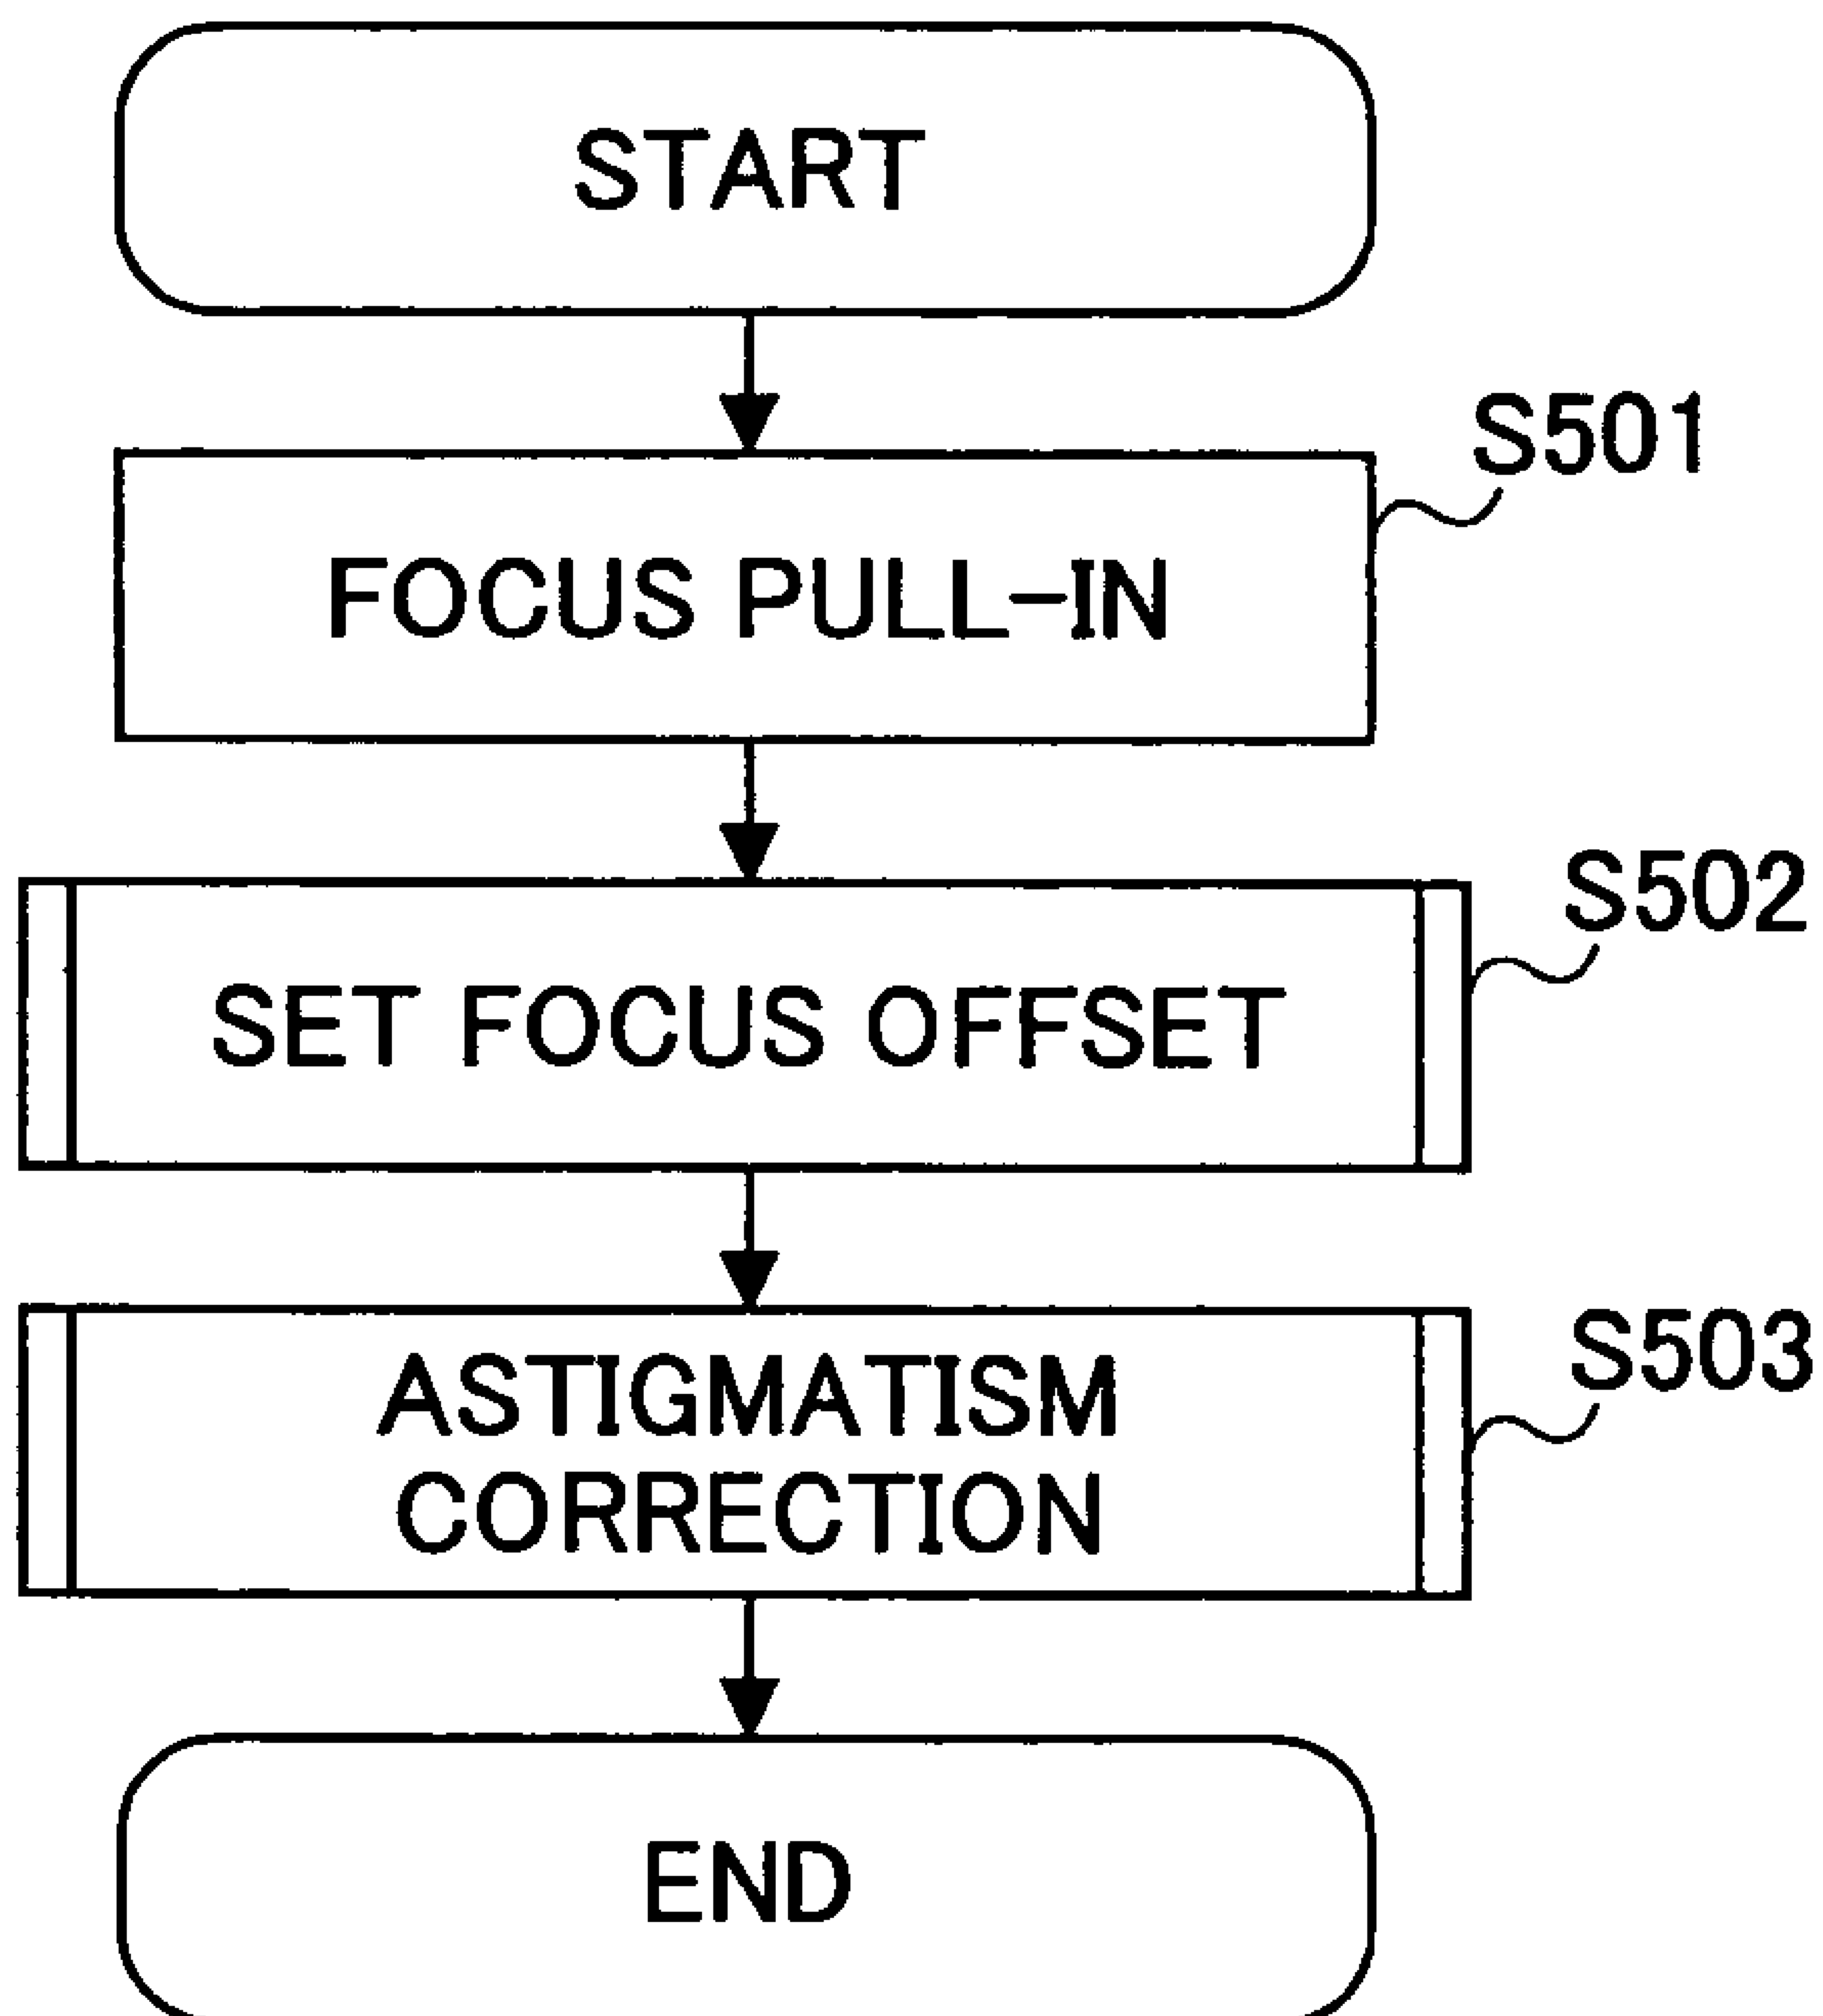 START
S501
FOCUS PULL-IN
S502
SET FOCUS OFFSET
S503
ASTIGMATISM
CORRECTION
END